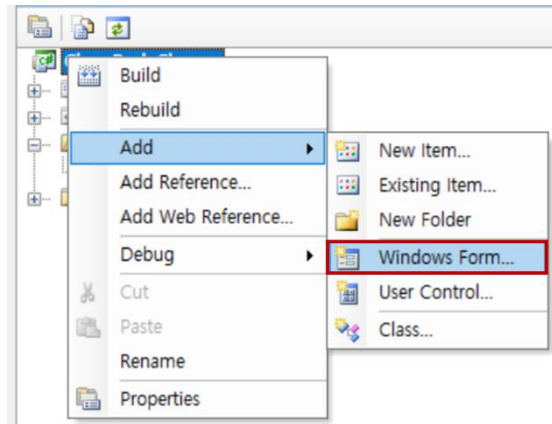 C#
Build
Rebuild
Add
Add Reference...
Add Web Reference...
Debug
Cut
Paste
Rename
Properties
New Item...
Existing Item...
New Folder
Windows Form...
User Control...
Class...